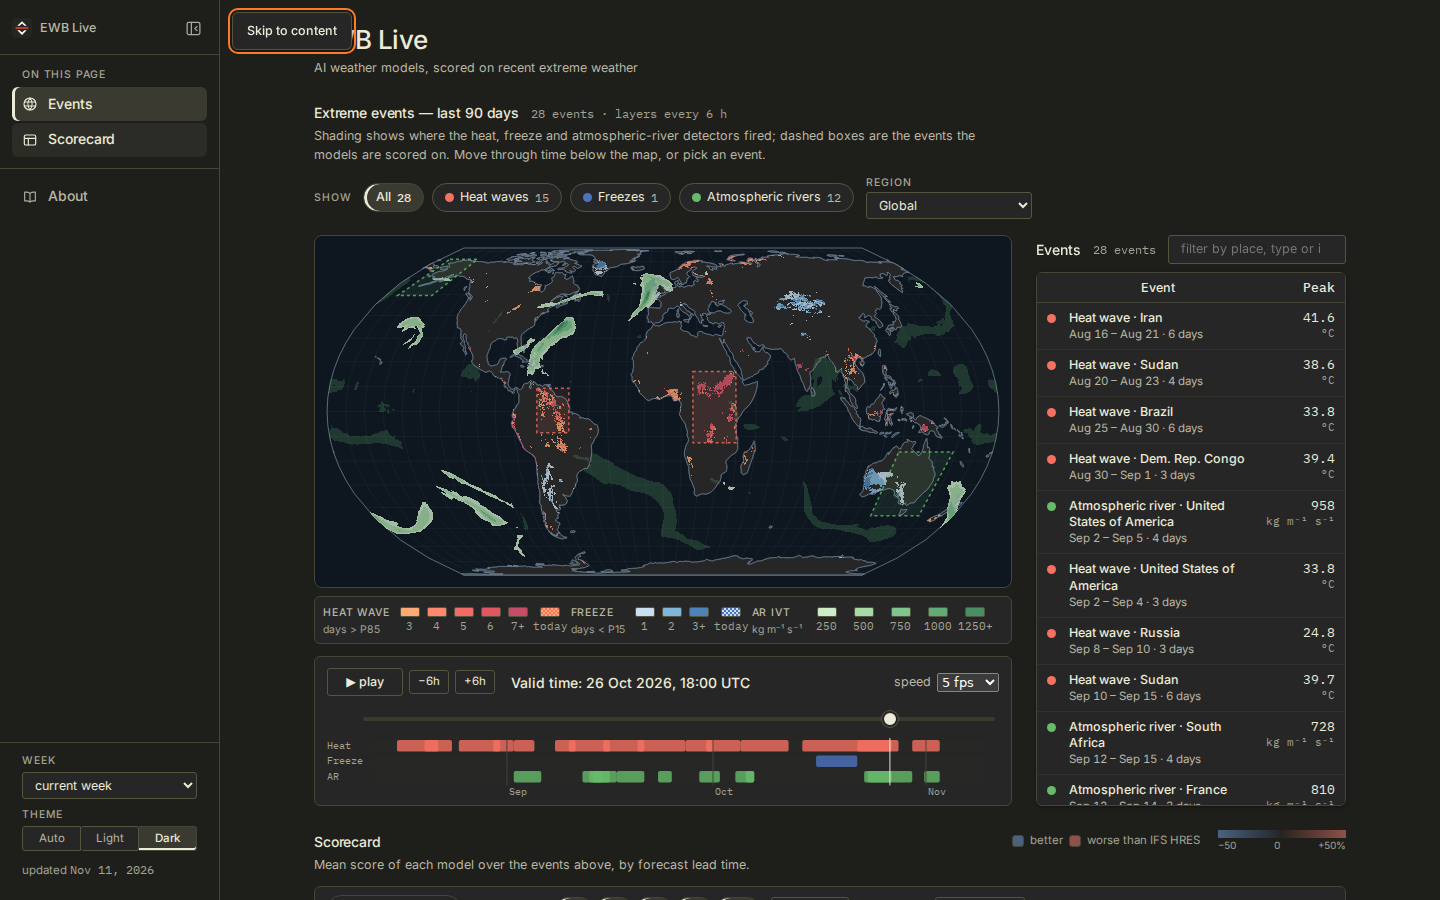 EWB Live
ON THIS PAGE
Events
Scorecard
About
WEEK
current week
THEME
Auto Light Dark
updated Nov 11, 2026
Skip to content
B Live
AI weather models, scored on recent extreme weather
Extreme events — last 90 days 28 events · layers every 6 h
Shading shows where the heat, freeze and atmospheric-river detectors fired; dashed boxes are the events the
models are scored on. Move through time below the map, or pick an event.
SHOW All 28 Heat waves 15 Freezes 1 Atmospheric rivers 12
REGION
Global
HEAT WAVE
days > P85
3 4 5 6 7+ today
FREEZE
days < P15
1 2 3+ today
AR IVT
kg m⁻¹ s⁻¹
250 500 750 1000 1250+
▶ play −6h +6h Valid time: 26 Oct 2026, 18:00 UTC speed 5 fps
Heat
Freeze
AR
Sep Oct Nov
Events 28 events filter by place, type or i
Event Peak
Heat wave · Iran 41.6
Aug 16 – Aug 21 · 6 days °C
Heat wave · Sudan 38.6
Aug 20 – Aug 23 · 4 days °C
Heat wave · Brazil 33.8
Aug 25 – Aug 30 · 6 days °C
Heat wave · Dem. Rep. Congo 39.4
Aug 30 – Sep 1 · 3 days °C
Atmospheric river · United 958
States of America kg m⁻¹ s⁻¹
Sep 2 – Sep 5 · 4 days
Heat wave · United States of 33.8
America °C
Sep 2 – Sep 4 · 3 days
Heat wave · Russia 24.8
Sep 8 – Sep 10 · 3 days °C
Heat wave · Sudan 39.7
Sep 10 – Sep 15 · 6 days °C
Atmospheric river · South 728
Africa kg m⁻¹ s⁻¹
Sep 12 – Sep 15 · 4 days
Atmospheric river · France 810
Scorecard
Mean score of each model over the events above, by forecast lead time.
better worse than IFS HRES
−50 0 +50%